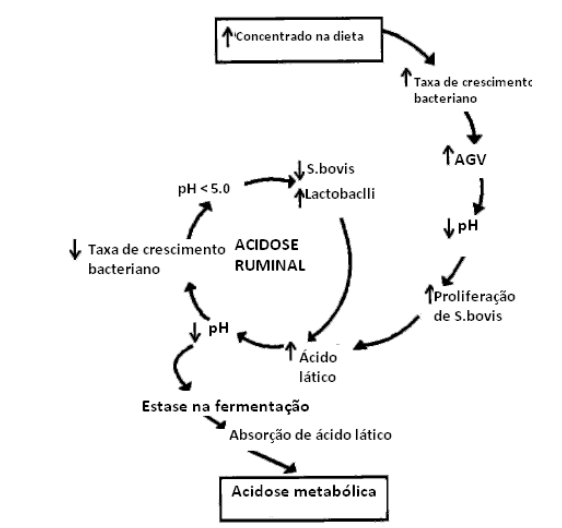 ↑ Concentrado na dieta
↑ Taxa de crescimento
bacteriano
↑ AGV
↓ pH
↑ Proliferação
de S.bovis
↑ Ácido
lático
↓ pH
↓ Taxa de crescimento
bacteriano
pH < 5.0
↓ S.bovis
↑ Lactobaclli
ACIDOSE
RUMINAL
Estase na fermentação
Absorção de ácido lático
Acidose metabólica